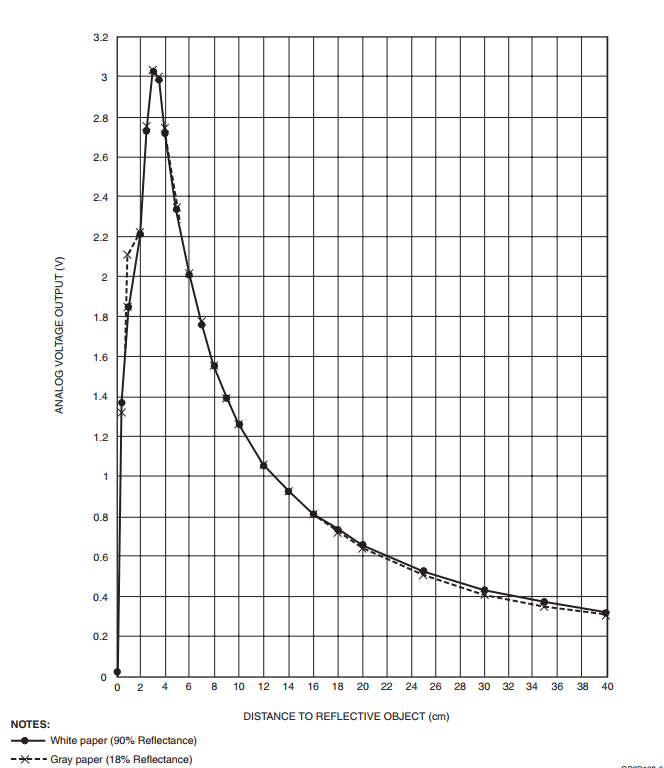 3.2
3
2.8
2.6
2.4
2.2
2
1.8
1.6
1.4
1.2
1
0.8
0.6
0.4
0.2
0
ANALOG VOLTAGE OUTPUT (V)
0 2 4 6 8 10 12 14 16 18 20 22 24 26 28 30 32 34 36 38 40
DISTANCE TO REFLECTIVE OBJECT (cm)
NOTES:
White paper (90% Reflectance)
Gray paper (18% Reflectance)